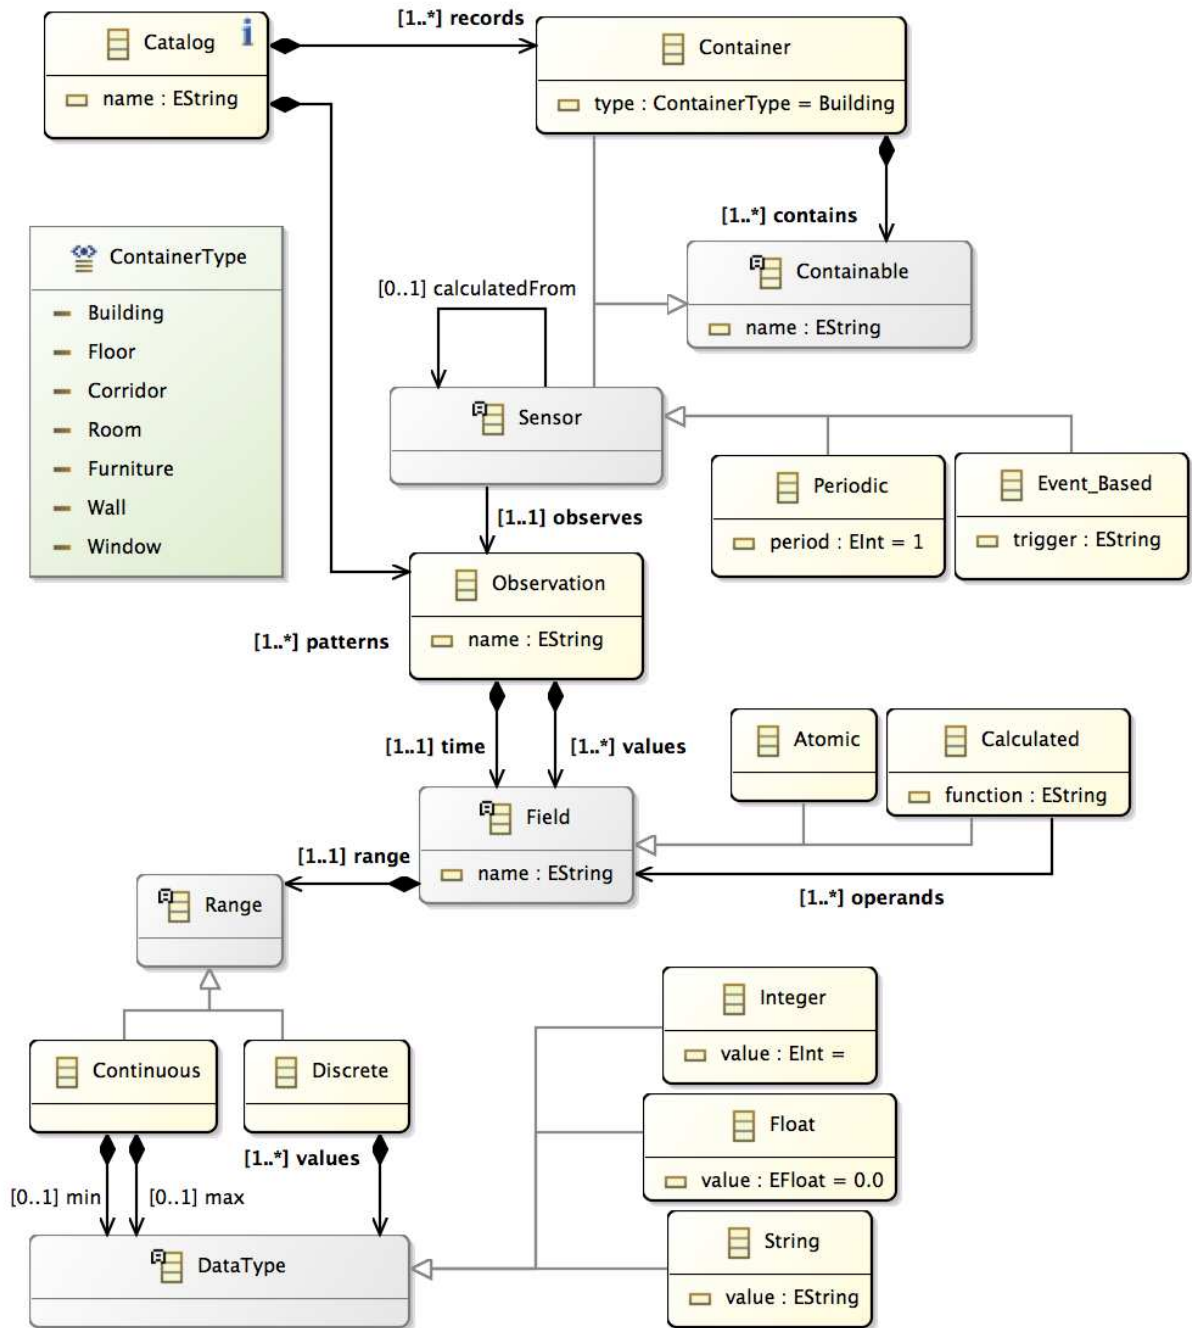 [1..*] records
Catalog
name : EString
Container
type : ContainerType = Building
[1..*] contains
ContainerType
Building
Floor
Corridor
Room
Furniture
Wall
Window
Containable
name : EString
[0..1] calculatedFrom
Sensor
Periodic
period : EInt = 1
Event_Based
trigger : EString
[1..1] observes
Observation
name : EString
[1..*] patterns
[1..1] time
[1..*] values
Atomic
Calculated
function : EString
Field
name : EString
[1..1] range
[1..*] operands
Range
Integer
value : EInt =
Continuous
Discrete
Float
value : EFloat = 0.0
[1..*] values
[0..1] min
[0..1] max
DataType
String
value : EString